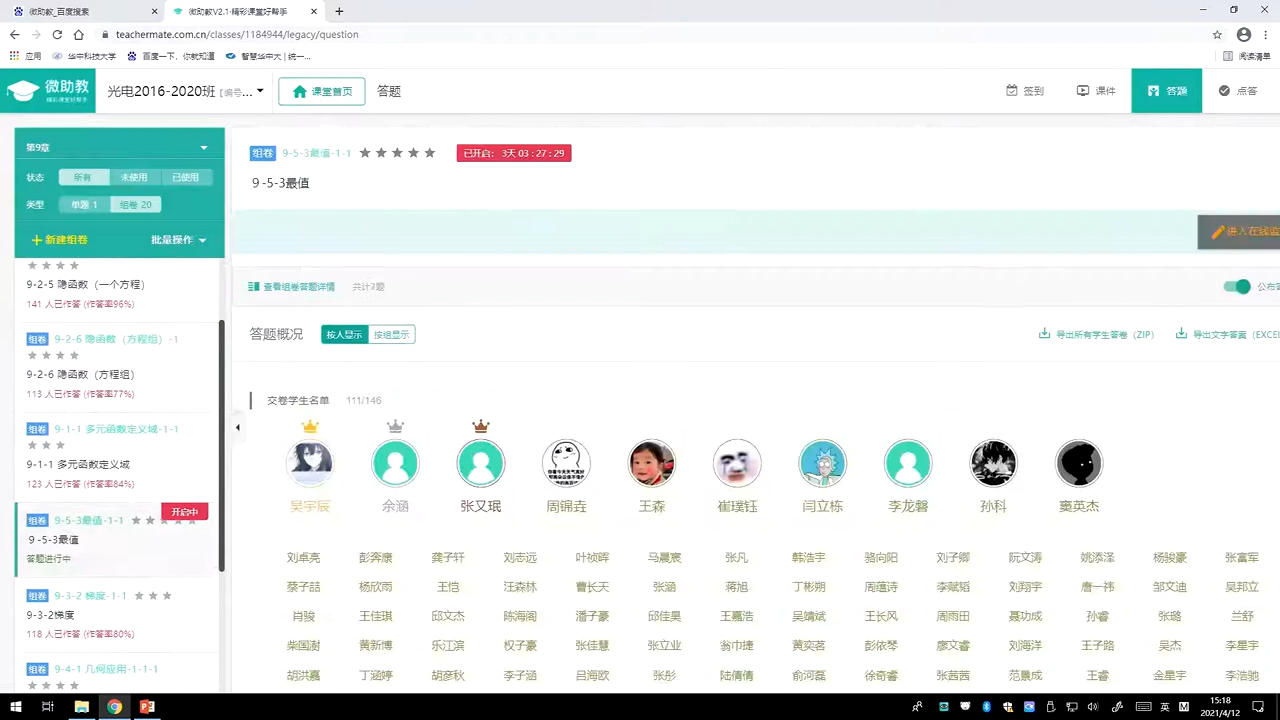 微助教_百度搜索
微助教V2.1-精彩课堂好帮手
teachermate.com.cn/classes/1184944/legacy/question
应用
华中科技大学
百度一下，你就知道
智慧华中大 | 统一...
阅读清单
微助教
精彩课堂好帮手
光电2016-2020班 [编号...
课堂首页
答题
签到
课件
答题
点答
第9章
状态 所有 未使用 已使用
类型 单题 1 组卷 20
新建组卷 批量操作
9-2-5 隐函数（一个方程）
141 人已作答 (作答率96%)
组卷 9-2-6 隐函数（方程组）-1
9-2-6 隐函数（方程组）
113 人已作答 (作答率77%)
组卷 9-1-1 多元函数定义域-1-1
9-1-1 多元函数定义域
123 人已作答 (作答率84%)
开启中
组卷 9-5-3最值-1-1
9-5-3最值
答题进行中
组卷 9-3-2 梯度-1-1
9-3-2梯度
118 人已作答 (作答率80%)
组卷 9-4-1 几何应用-1-1-1
组卷 9-5-3最值-1-1 已开启： 3天 03 : 27 : 29
9-5-3最值
进入在线
查看组卷答题详情
公布
答题概况 按人显示 按组显示
导出所有学生答卷（ZIP） 导出文字答案（EXCE
交卷学生名单 111/146
吴宇辰 余涵 张又珉 周锦垚 王森 崔璞钰 闫立栋 李龙磐 孙科 窦英杰
刘卓亮 彭奔康 龚子轩 刘志远 叶祯晖 马晨宸 张凡 韩浩宇 骆向阳 刘子卿 阮文涛 姚添泽 杨骏豪 张富军
蔡子喆 杨欣雨 王恺 汪森林 曹长天 张涵 蒋旭 丁彬朔 周蕴诗 李赋韬 刘翔宇 唐一祎 邹文迪 吴邦立
肖骏 王佳琪 邱文杰 陈海阁 潘子豪 邱佳昊 王嘉浩 吴靖斌 王长风 周雨田 聂功成 孙睿 张璐 兰舒
柴国澍 黄新博 乐江滨 权子豪 张佳慧 张立业 翁巾捷 黄奕茗 彭依琴 廖文睿 刘海洋 王子路 吴杰 李星宇
胡洪嘉 丁涵婷 胡彦秋 李子涵 吕海欧 张彤 陆倩倩 俞河磊 徐奇睿 张茜茜 范景成 王睿 金星宇 李浩驰
15:18
英
2021/4/12